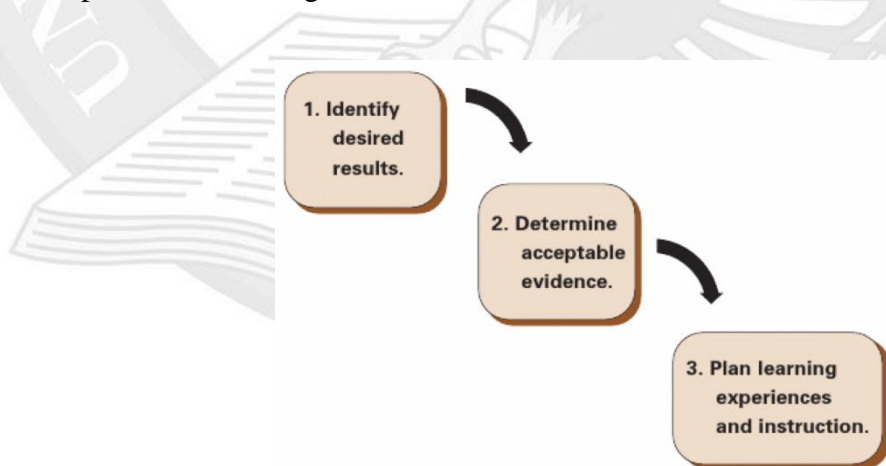 1. Identify
desired
results.
2. Determine
acceptable
evidence.
3. Plan learning
experiences
and instruction.